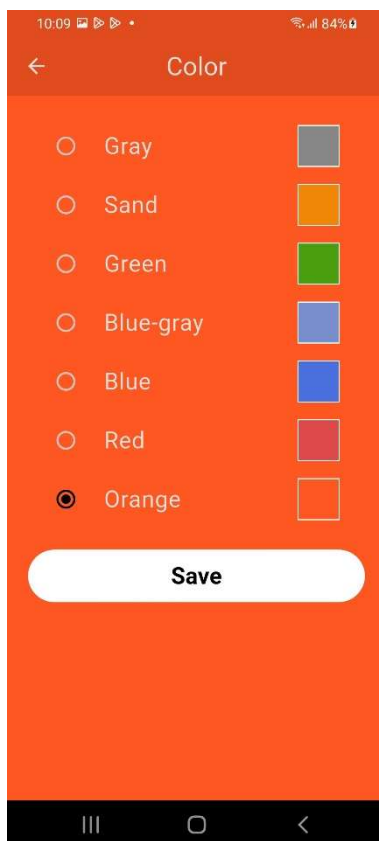 10:09 84%
Color
Gray
Sand
Green
Blue-gray
Blue
Red
Orange
Save